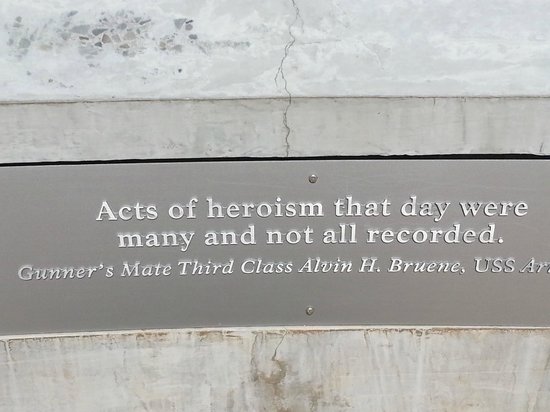 Acts of heroism that day were
many and not all recorded.
Gunner's Mate Third Class Alvin H. Bruene, USS